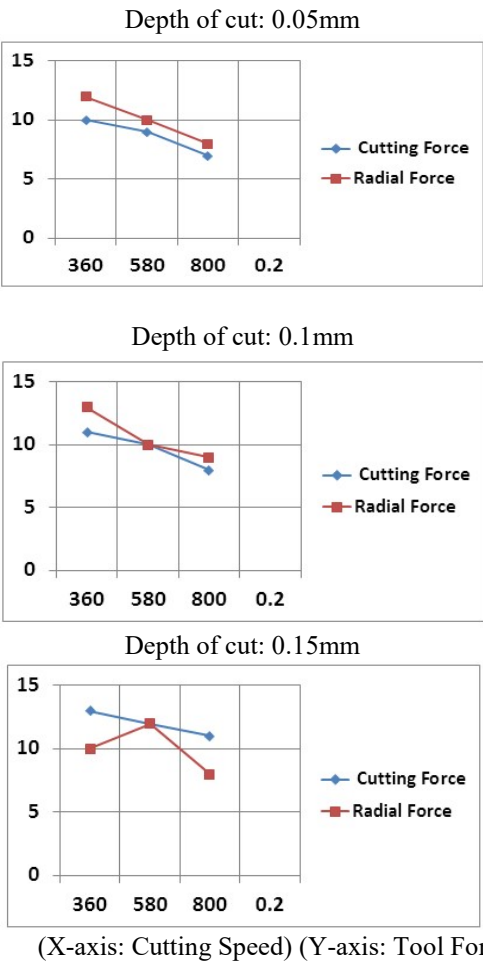 Depth of cut: 0.05mm
15
10
5
0
360 580 800 0.2
Cutting Force
Radial Force
Depth of cut: 0.1mm
15
10
5
0
360 580 800 0.2
Cutting Force
Radial Force
Depth of cut: 0.15mm
15
10
5
0
360 580 800 0.2
Cutting Force
Radial Force
(X-axis: Cutting Speed) (Y-axis: Tool For